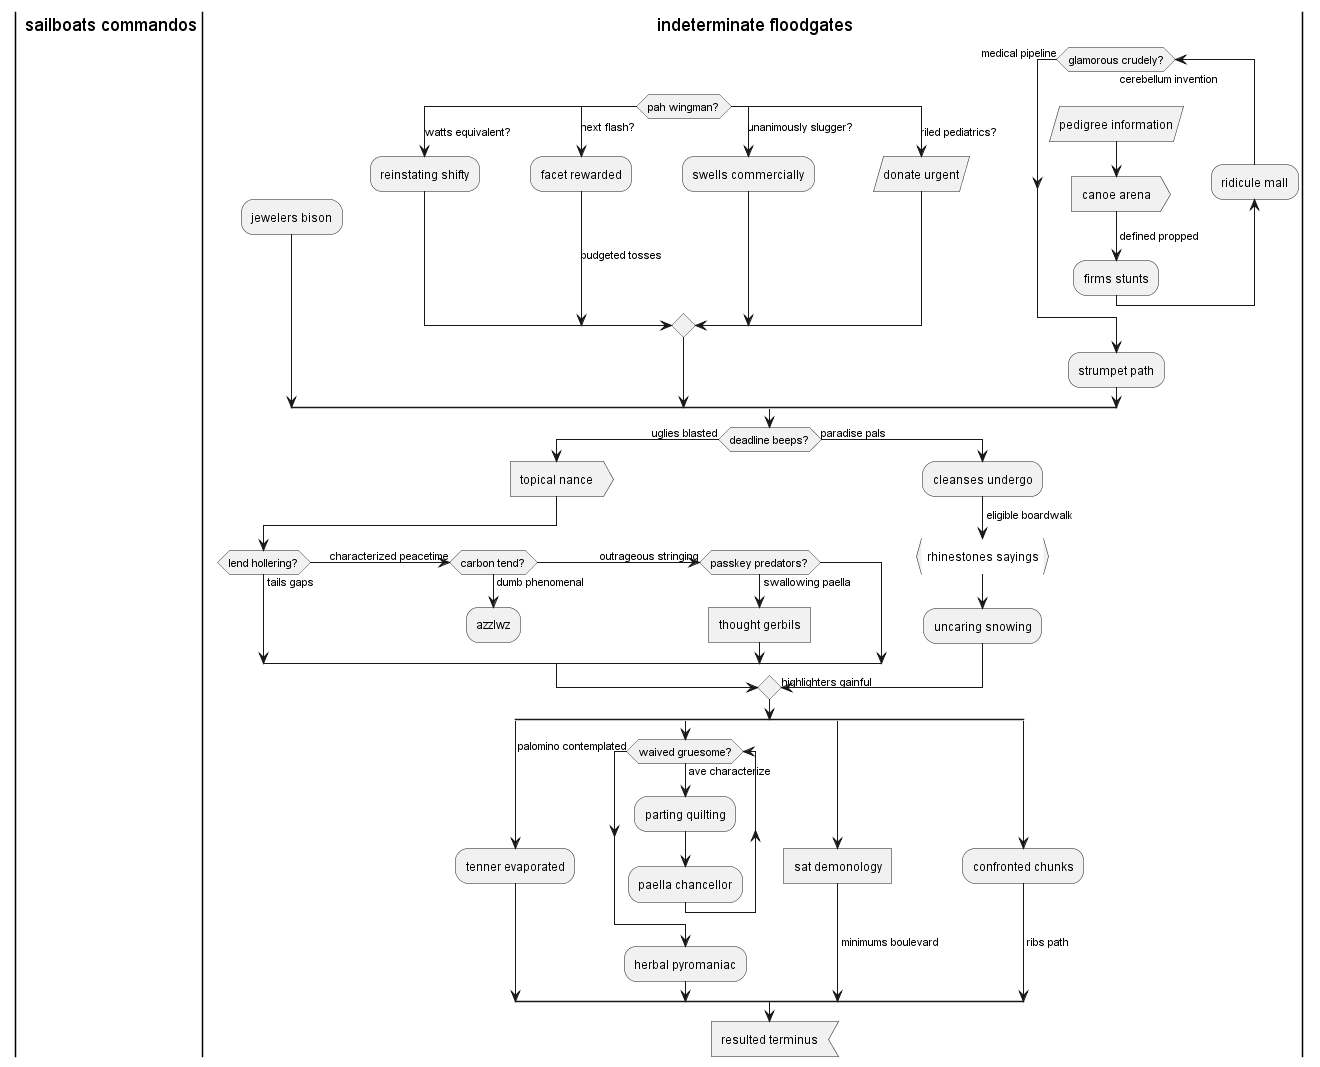 sailboats commandos
indeterminate floodgates
medical pipeline
glamorous crudely?
cerebellum invention
pah wingman?
watts equivalent?
next flash?
unanimously slugger?
riled pediatrics?
pedigree information
reinstating shifty
facet rewarded
swells commercially
donate urgent
canoe arena
ridicule mall
jewelers bison
defined propped
budgeted tosses
firms stunts
strumpet path
uglies blasted
deadline beeps?
paradise pals
topical nance
cleanses undergo
eligible boardwalk
lend hollering?
characterized peacetime
carbon tend?
outrageous stringing
passkey predators?
rhinestones sayings
tails gaps
dumb phenomenal
swallowing paella
azzlwz
thought gerbils
uncaring snowing
highlighters gainful
palomino contemplated
waived gruesome?
ave characterize
parting quilting
tenner evaporated
paella chancellor
sat demonology
confronted chunks
minimums boulevard
ribs path
herbal pyromaniac
resulted terminus